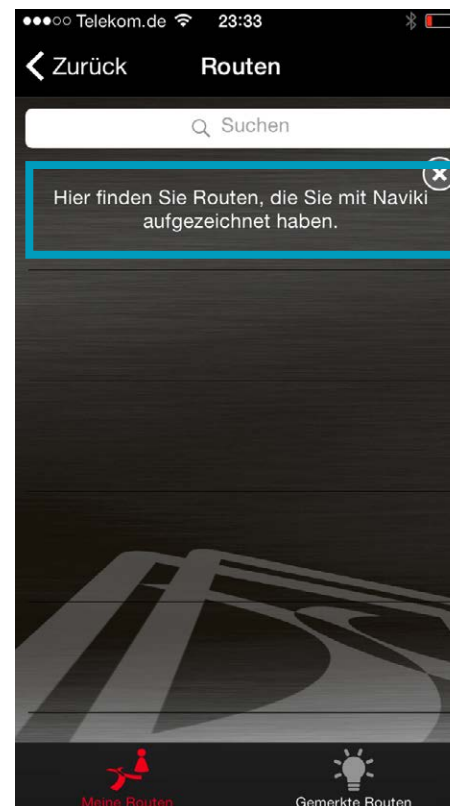 Telekom.de 23:33
Zurück Routen
Suchen
Hier finden Sie Routen, die Sie mit Naviki
aufgezeichnet haben.
Meine Routen Gemerkte Routen